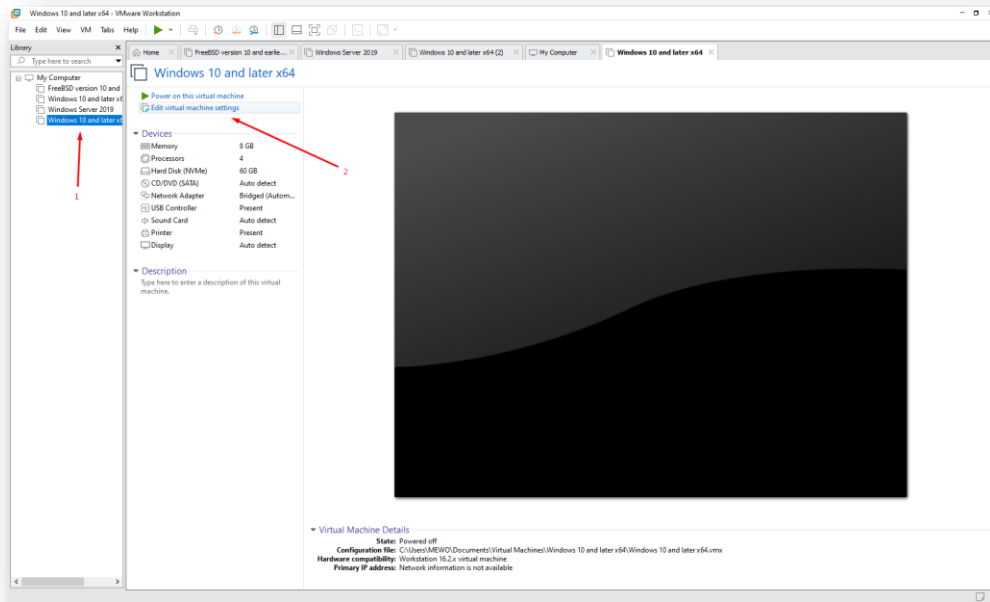 Windows 10 and later x64 - VMware Workstation
File Edit View VM Tabs Help
Library
Type here to search
My Computer
FreeBSD version 10 and
Windows 10 and later x6
Windows Server 2019
Windows 10 and later x6
1
Home
FreeBSD version 10 and earlie...
Windows Server 2019
Windows 10 and later x64 (2)
My Computer
Windows 10 and later x64
Windows 10 and later x64
Power on this virtual machine
Edit virtual machine settings
2
Devices
Memory 8 GB
Processors 4
Hard Disk (NVMe) 60 GB
CD/DVD (SATA) Auto detect
Network Adapter Bridged (Autom...
USB Controller Present
Sound Card Auto detect
Printer Present
Display Auto detect
Description
Type here to enter a description of this virtual
machine.
Virtual Machine Details
State: Powered off
Configuration file: C:\Users\MEWO\Documents\Virtual Machines\Windows 10 and later x64\Windows 10 and later x64.vmx
Hardware compatibility: Workstation 16.2.x virtual machine
Primary IP address: Network information is not available